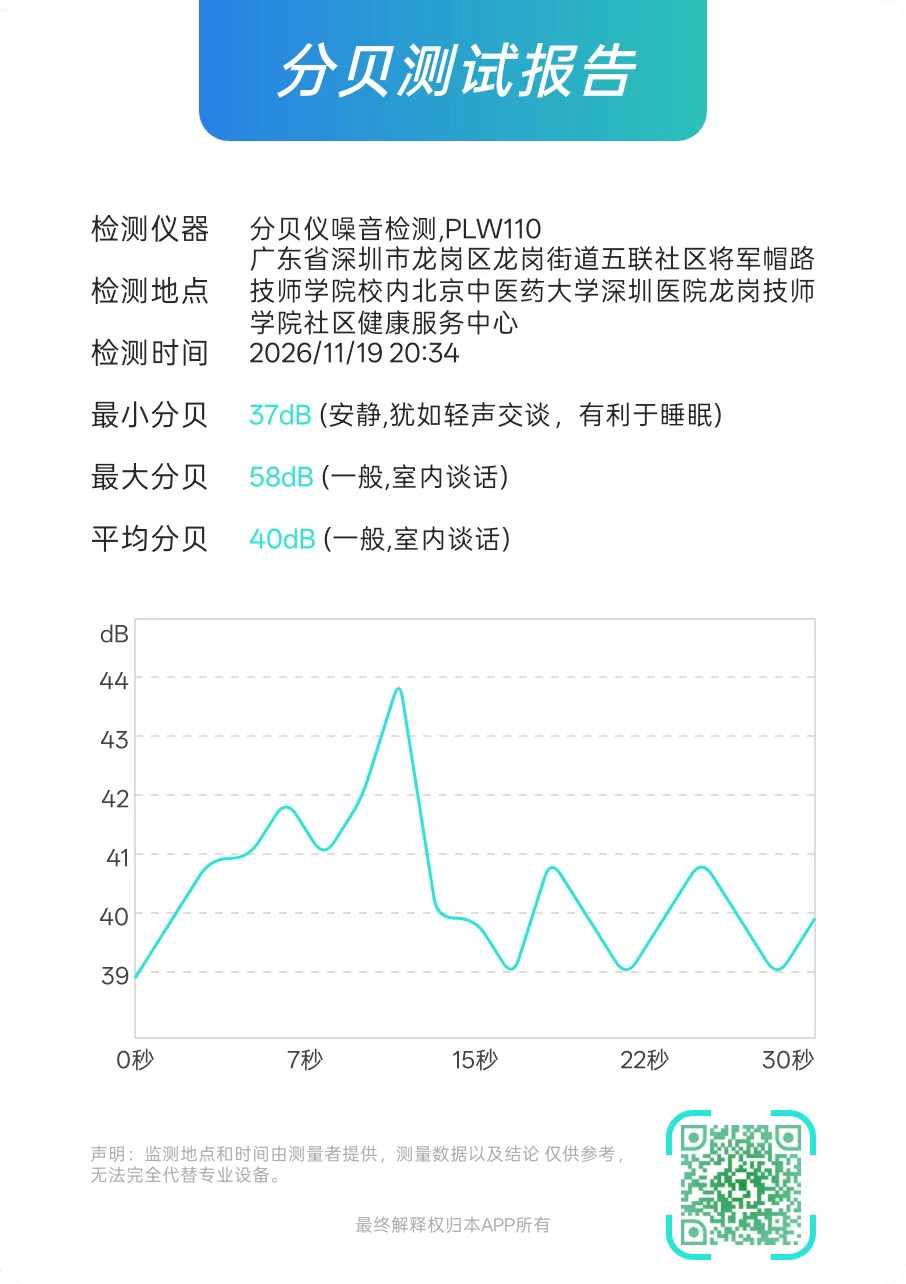 分贝测试报告
检测仪器 分贝仪噪音检测,PLW110
检测地点 广东省深圳市龙岗区龙岗街道五联社区将军帽路
技师学院校内北京中医药大学深圳医院龙岗技师
学院社区健康服务中心
检测时间 2026/11/19 20:34
最小分贝 37dB (安静,犹如轻声交谈，有利于睡眠)
最大分贝 58dB (一般,室内谈话)
平均分贝 40dB (一般,室内谈话)
dB
44
43
42
41
40
39
0秒 7秒 15秒 22秒 30秒
声明：监测地点和时间由测量者提供，测量数据以及结论 仅供参考，
无法完全代替专业设备。
最终解释权归本APP所有